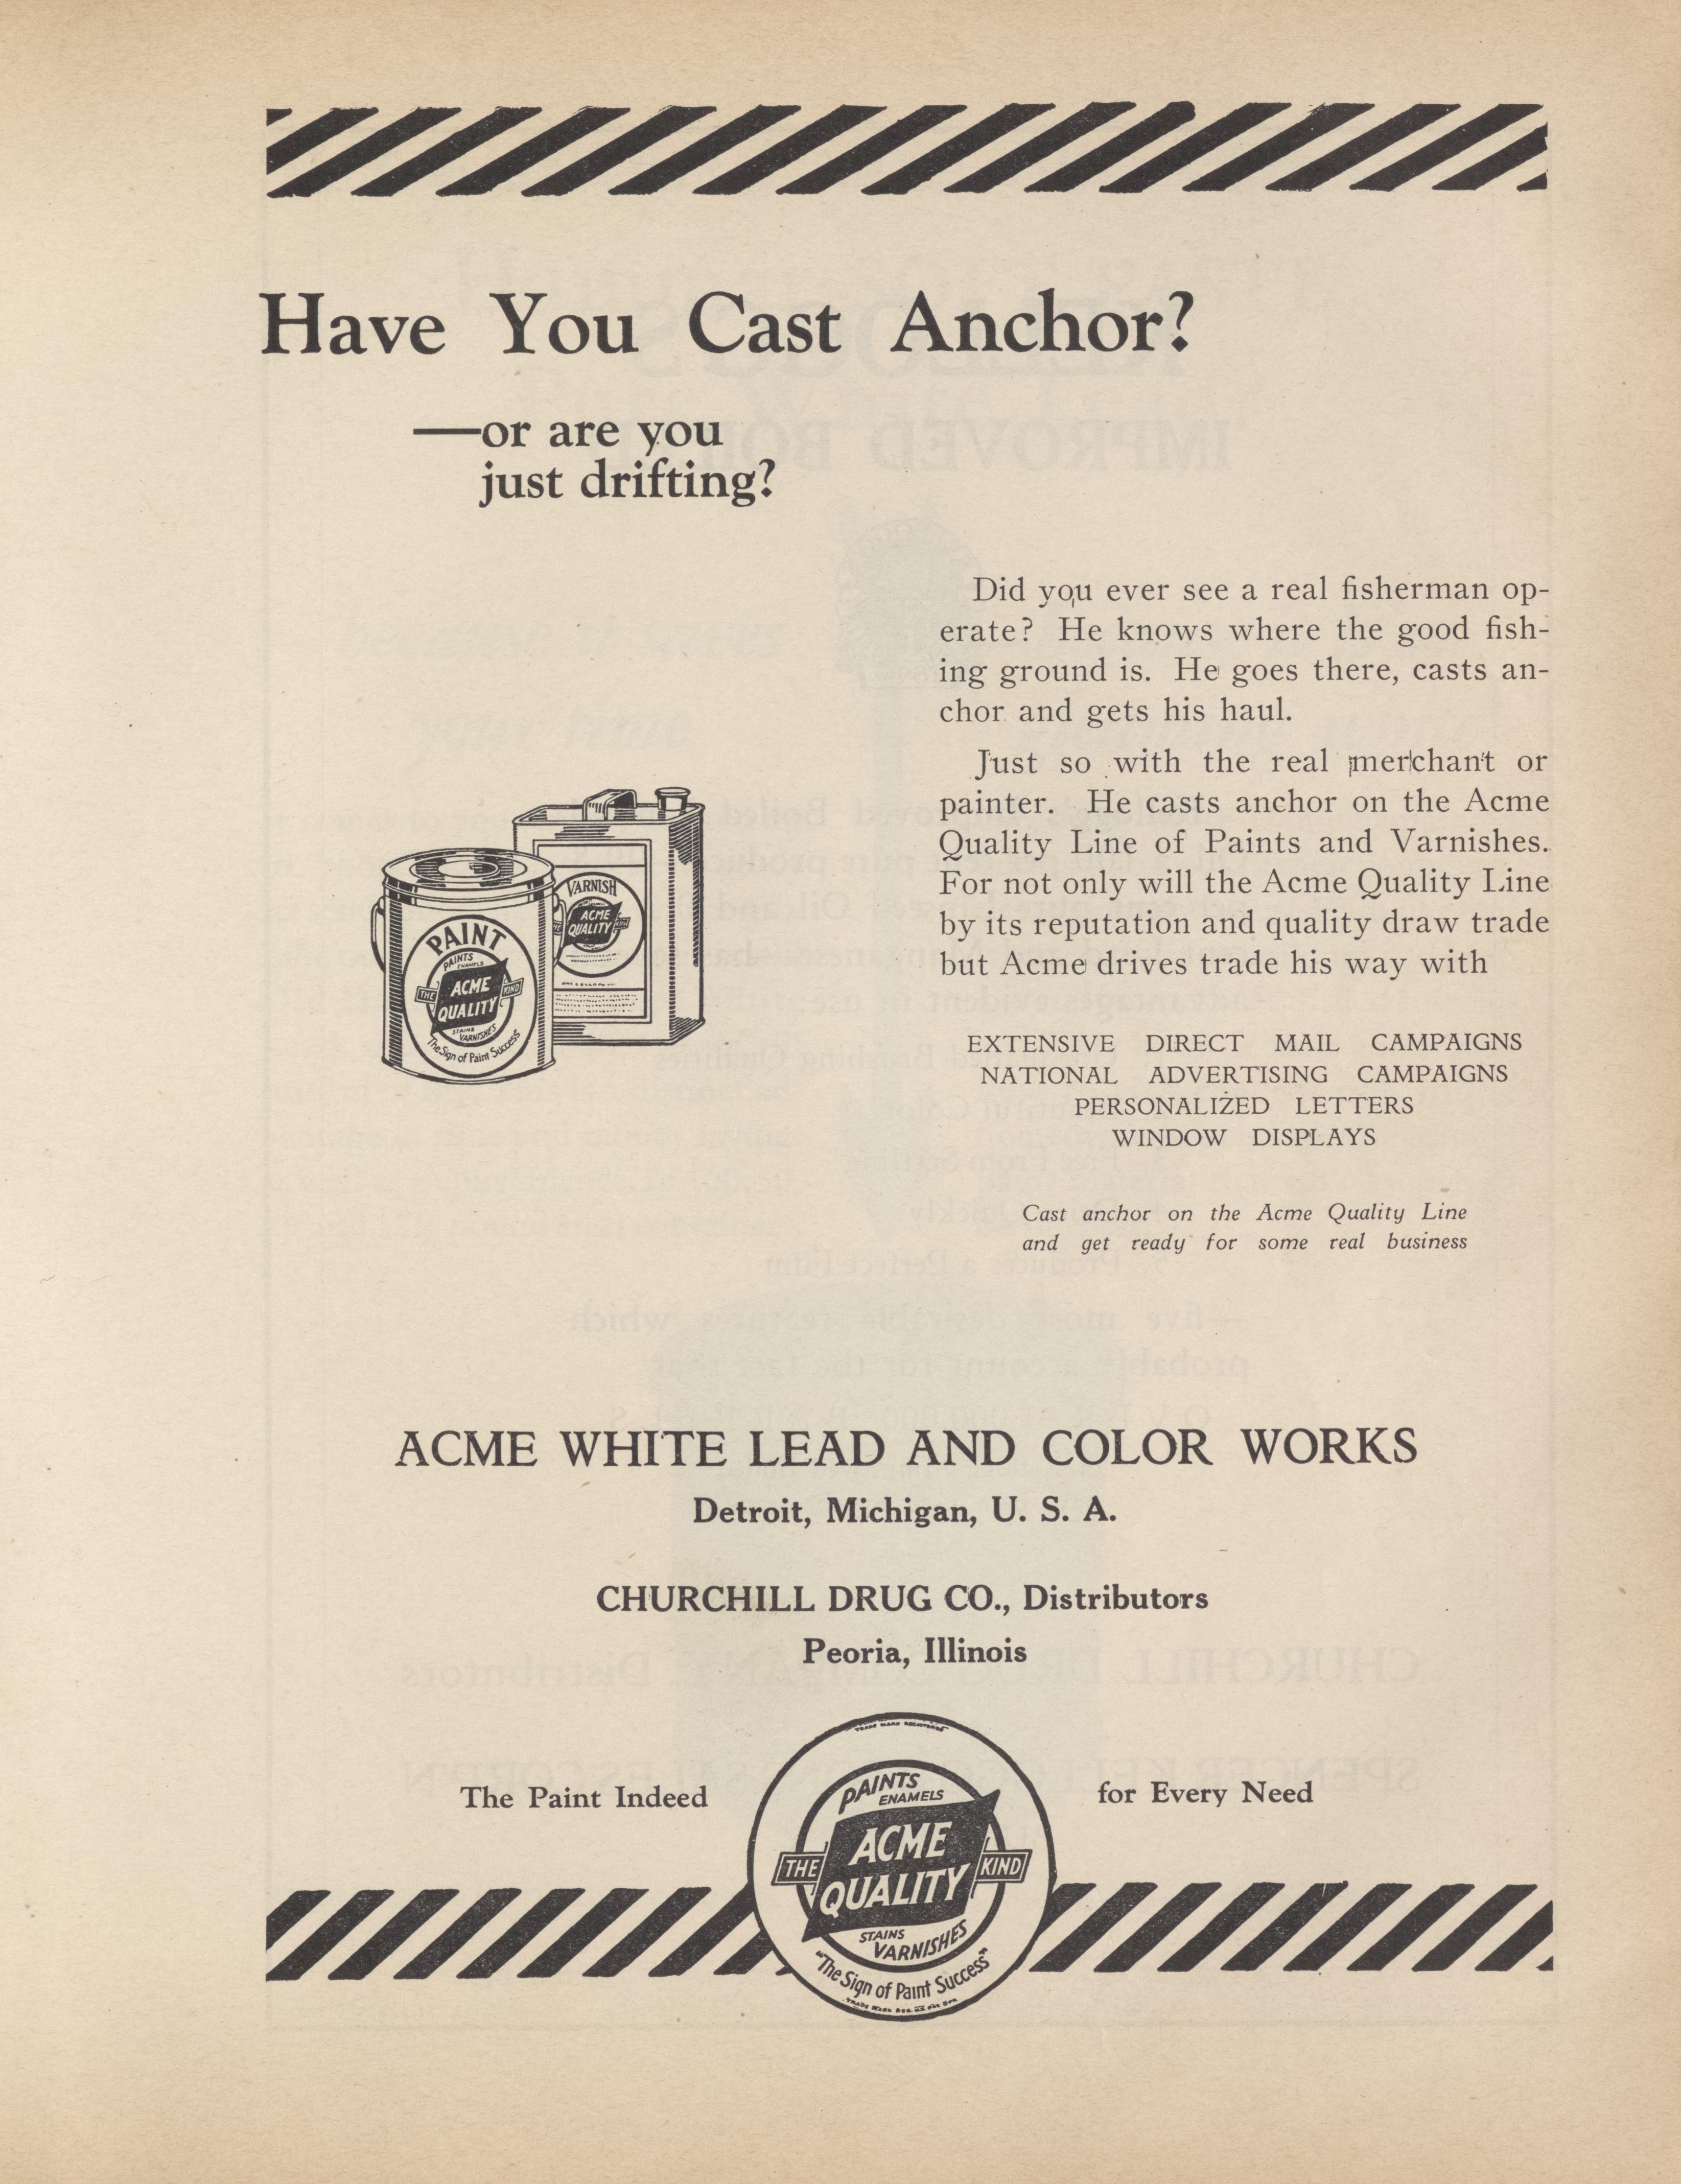 Have You Cast Anchor?
—or are you
just drifting?
Did you ever see a real fisherman op-
erate? He knows where the good fish-
ing ground is. He goes there, casts an-
chor and gets his haul.
Just so with the real merchant or
painter. He casts anchor on the Acme
Quality Line of Paints and Varnishes.
For not only will the Acme Quality Line
by its reputation and quality draw trade
but Acme drives trade his way with
VARNISH
ACME
QUALITY
PAINT
PAINTS
ENAMELS
THE ACME KIND
QUALITY
STAINS
VARNISHES
The Sign of Paint Success
EXTENSIVE DIRECT MAIL CAMPAIGNS
NATIONAL ADVERTISING CAMPAIGNS
PERSONALIZED LETTERS
WINDOW DISPLAYS
Cast anchor on the Acme Quality Line
and get ready for some real business
ACME WHITE LEAD AND COLOR WORKS
Detroit, Michigan, U. S. A.
CHURCHILL DRUG CO., Distributors
Peoria, Illinois
The Paint Indeed
for Every Need
TRADE MARK REGISTERED
PAINTS
ENAMELS
ACME
THE QUALITY KIND
STAINS
VARNISHES
"The Sign of Paint Success"